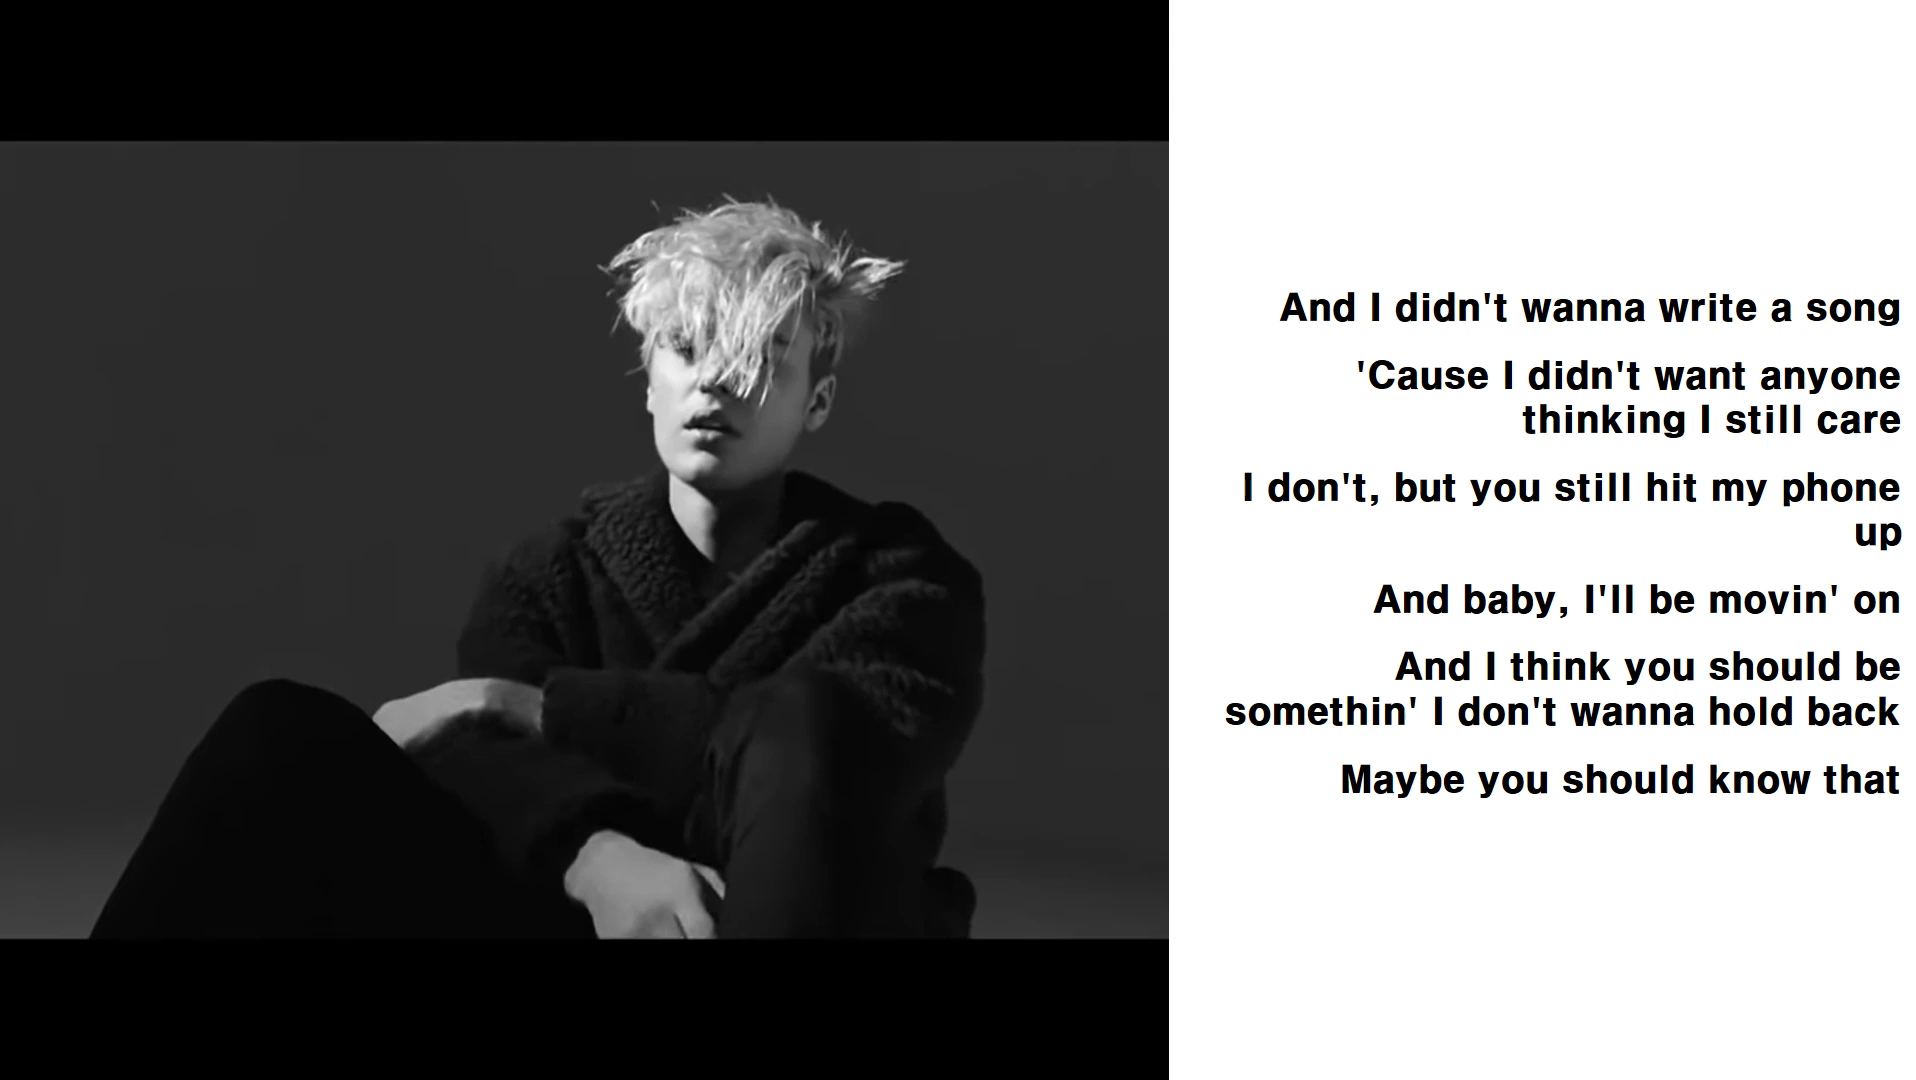 And I didn't wanna write a song
'Cause I didn't want anyone
thinking I still care
I don't, but you still hit my phone
up
And baby, I'll be movin' on
And I think you should be
somethin' I don't wanna hold back
Maybe you should know that